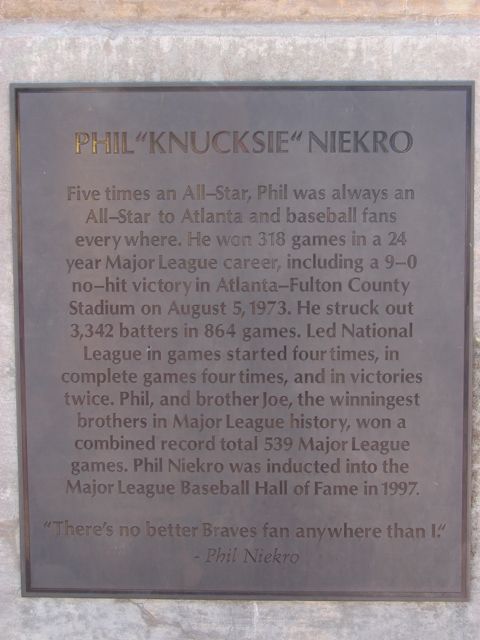 PHIL “KNUCKSIE“ NIEKRO
Five times an All–Star, Phil was always an
All–Star to Atlanta and baseball fans
everywhere. He won 318 games in a 24
year Major League career, including a 9–0
no–hit victory in Atlanta–Fulton County
Stadium on August 5, 1973. He struck out
3,342 batters in 864 games. Led National
League in games started four times, in
complete games four times, and in victories
twice. Phil, and brother Joe, the winningest
brothers in Major League history, won a
combined record total 539 Major League
games. Phil Niekro was inducted into the
Major League Baseball Hall of Fame in 1997.
“There's no better Braves fan anywhere than I.“
- Phil Niekro